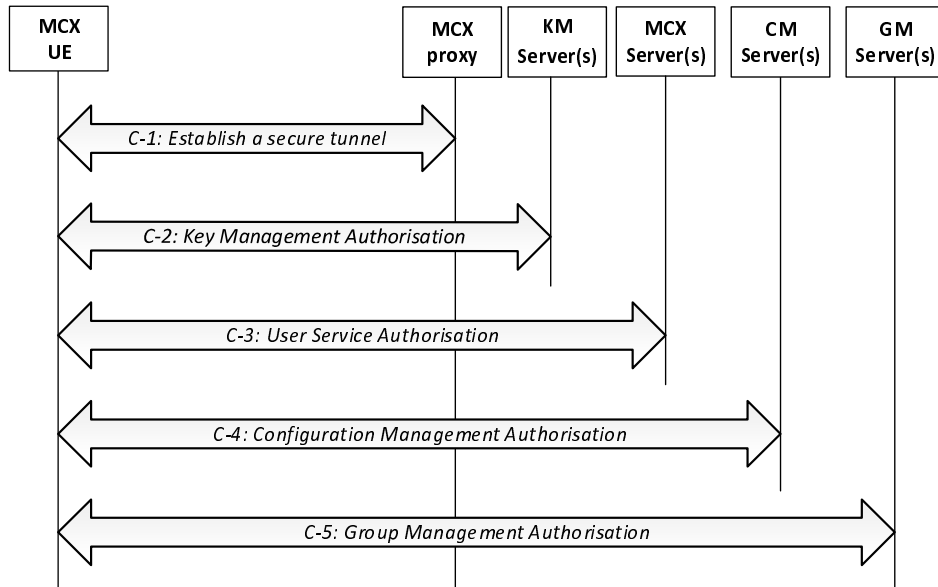 MCX
UE
MCX
proxy
KM
Server(s)
MCX
Server(s)
CM
Server(s)
GM
Server(s)
C-1: Establish a secure tunnel
C-2: Key Management Authorisation
C-3: User Service Authorisation
C-4: Configuration Management Authorisation
C-5: Group Management Authorisation